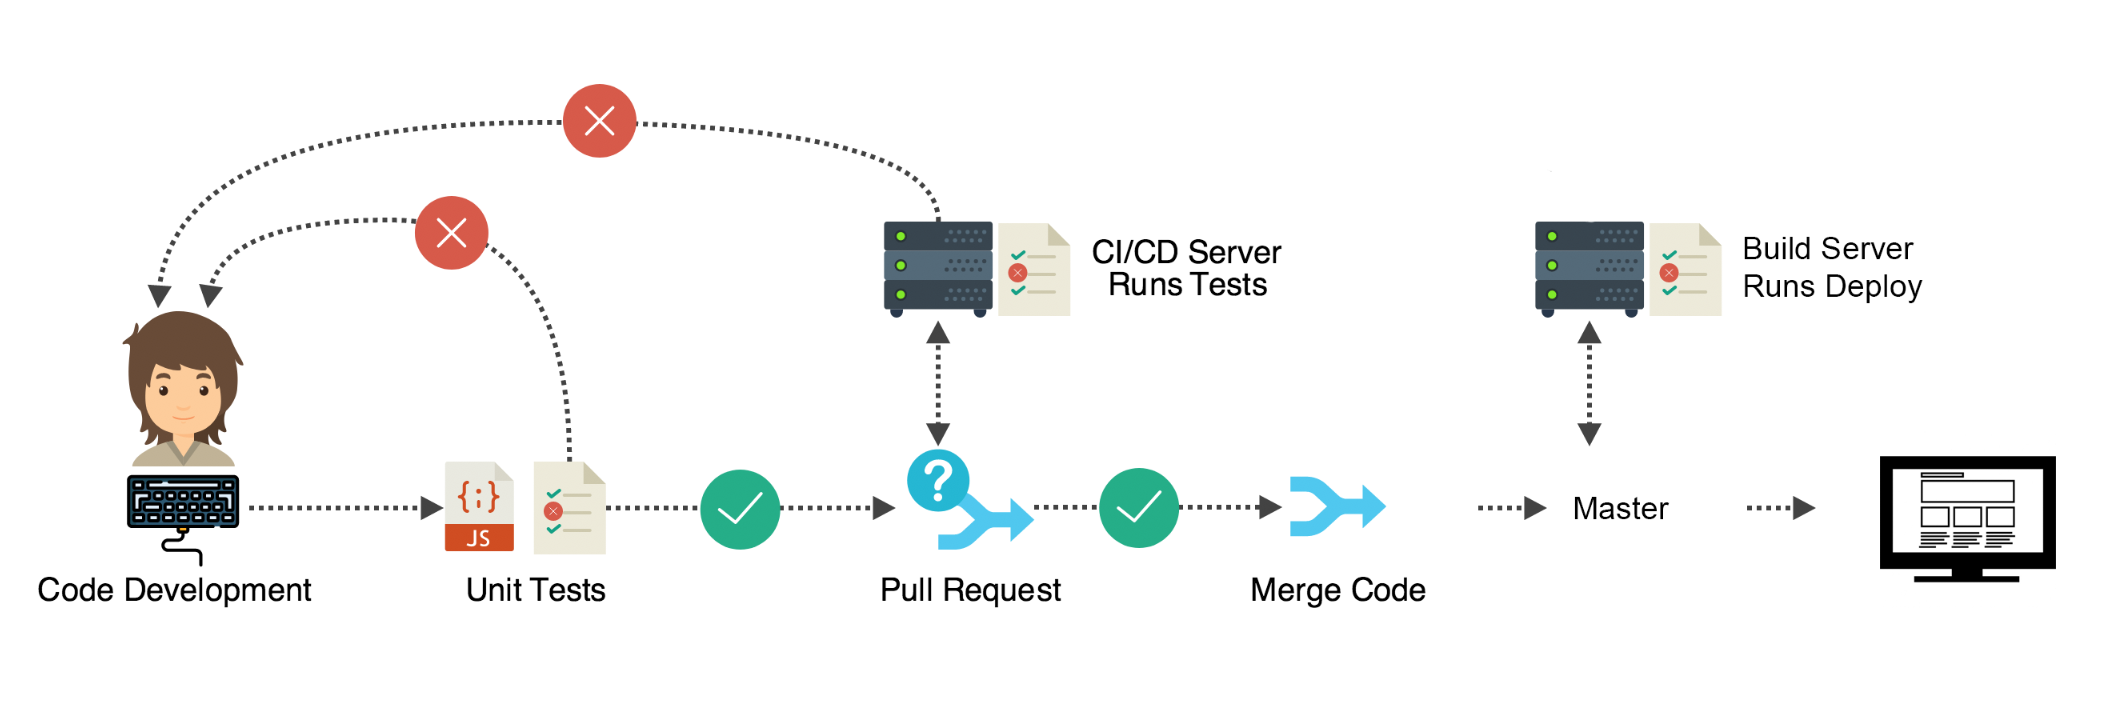 CI/CD Server
Runs Tests
Build Server
Runs Deploy
{;}
JS
?
Master
Code Development
Unit Tests
Pull Request
Merge Code